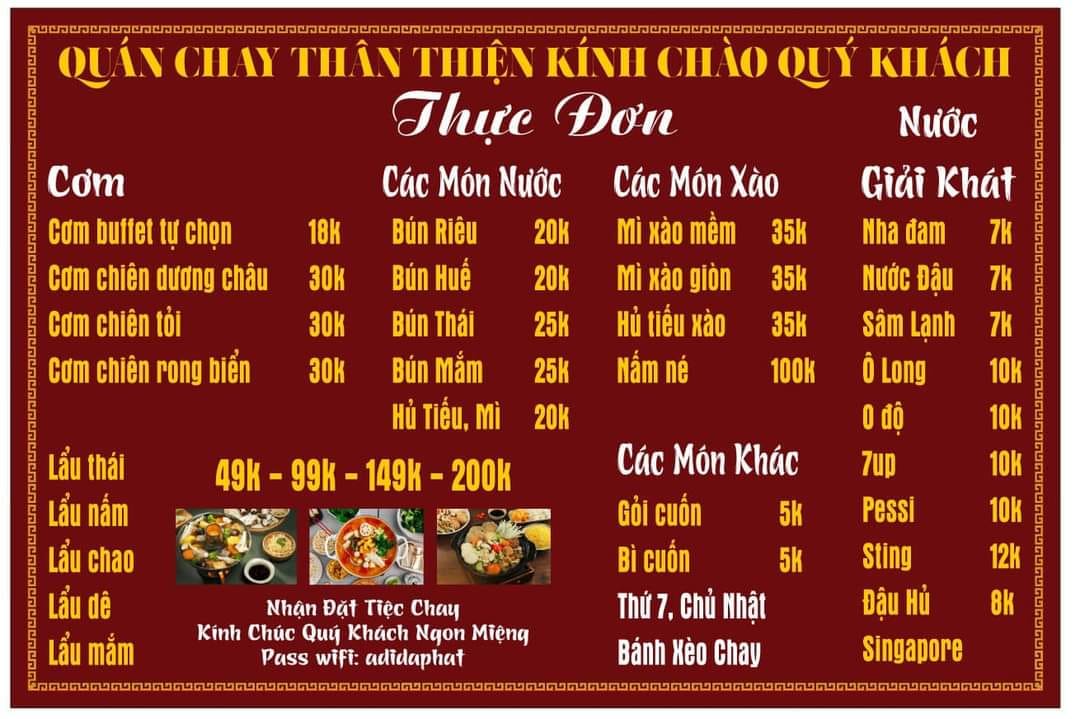 QUÁN CHAY THÂN THIỆN KÍNH CHÀO QUÝ KHÁCH
Thực Đơn
Cơm
Cơm buffet tự chọn 18k
Cơm chiên dương châu 30k
Cơm chiên tỏi 30k
Cơm chiên rong biển 30k
Các Món Nước
Bún Riêu 20k
Bún Huế 20k
Bún Thái 25k
Bún Mắm 25k
Hủ Tiếu, Mì 20k
Các Món Xào
Mì xào mềm 35k
Mì xào giòn 35k
Hủ tiếu xào 35k
Nấm né 100k
Nước
Giải Khát
Nha đam 7k
Nước Đậu 7k
Sâm Lạnh 7k
Ô Long 10k
O độ 10k
7up 10k
Pessi 10k
Sting 12k
Đậu Hủ 8k
Singapore
Lẩu thái
Lẩu nấm
Lẩu chao
Lẩu dê
Lẩu mắm
49k - 99k - 149k - 200k
Nhận Đặt Tiệc Chay
Kính Chúc Quý Khách Ngon Miệng
Pass wifi: adidaphat
Các Món Khác
Gỏi cuốn 5k
Bì cuốn 5k
Thứ 7, Chủ Nhật
Bánh Xèo Chay